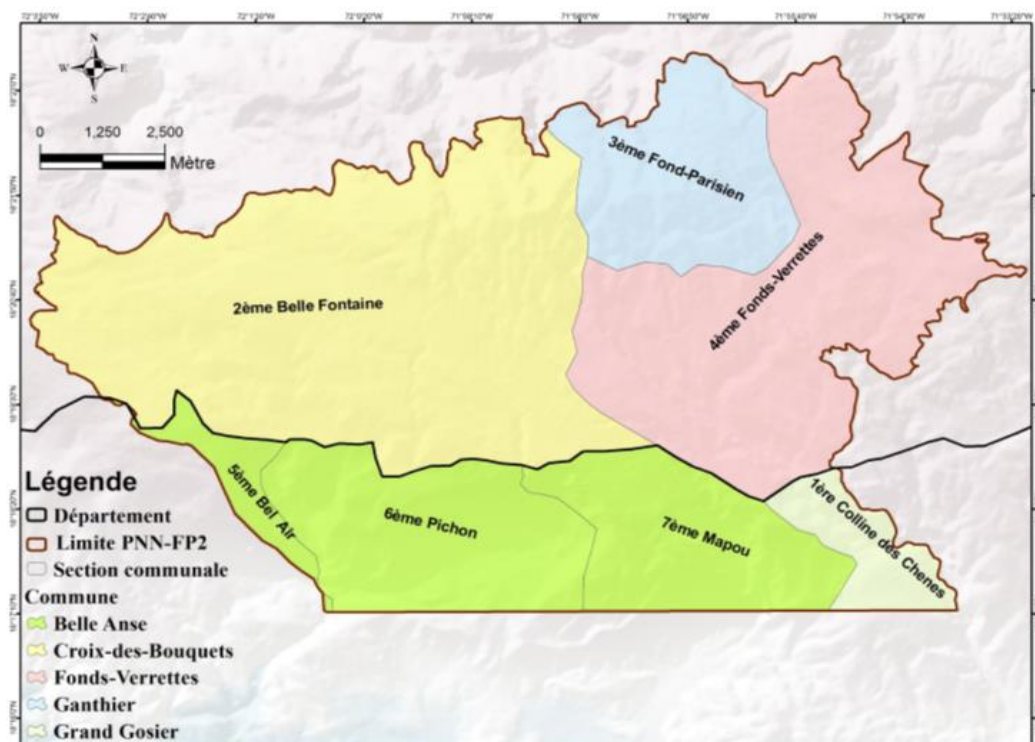 N
W E
S
0 1,250 2,500
Mètre
3ème Fond-Parisien
2ème Belle Fontaine
4ème Fonds-Verrettes
5ème Bel Air
6ème Pichon
7ème Mapou
1ère Colline des Chenes
Légende
Département
Limite PNN-FP2
Section communale
Commune
Belle Anse
Croix-des-Bouquets
Fonds-Verrettes
Ganthier
Grand Gosier